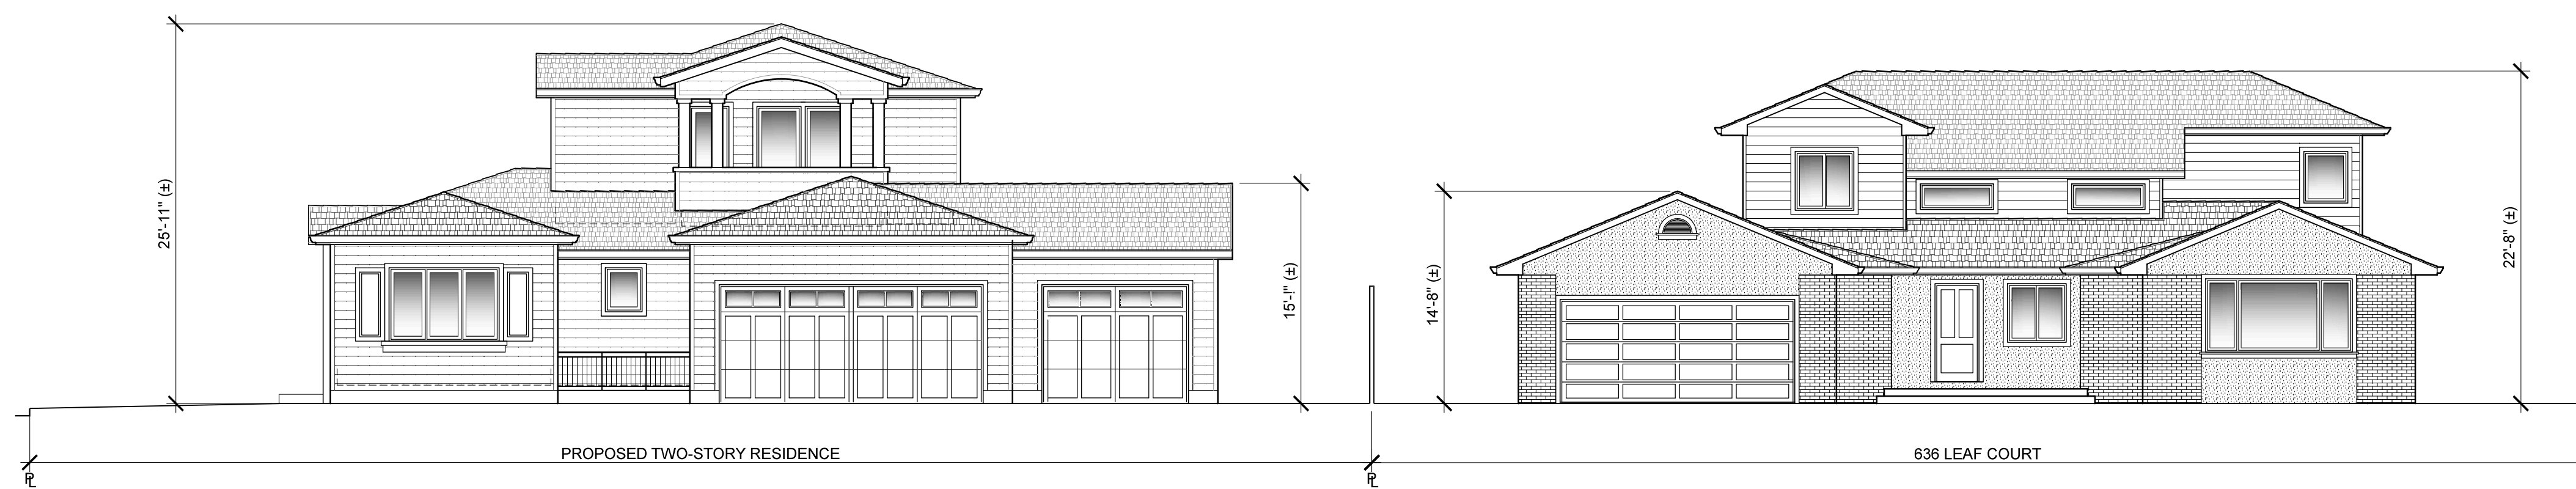 25'-11" (±)
15'-!" (±)
14'-8" (±)
22'-8" (±)
PROPOSED TWO-STORY RESIDENCE
636 LEAF COURT
PL
PL